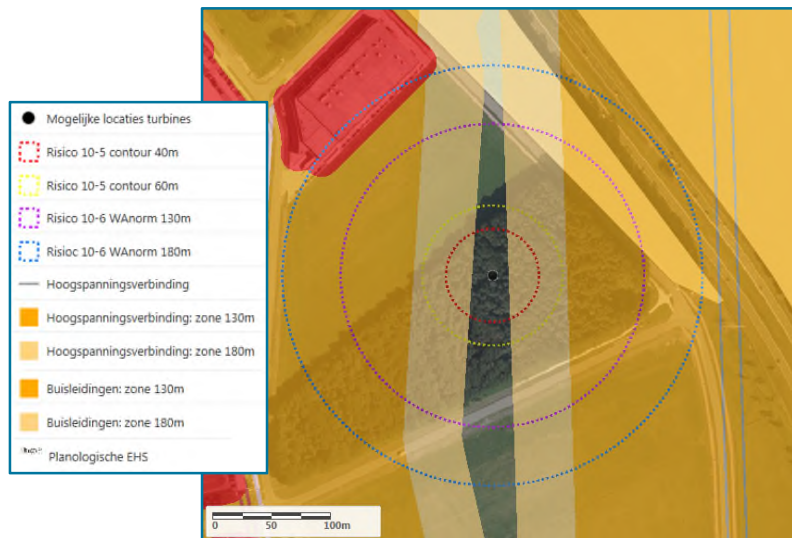 Mogelijke locaties turbines
Risico 10-5 contour 40m
Risico 10-5 contour 60m
Risico 10-6 WAnorm 130m
Risioc 10-6 WAnorm 180m
Hoogspanningsverbinding
Hoogspanningsverbinding: zone 130m
Hoogspanningsverbinding: zone 180m
Buisleidingen: zone 130m
Buisleidingen: zone 180m
Planologische EHS
0 50 100m